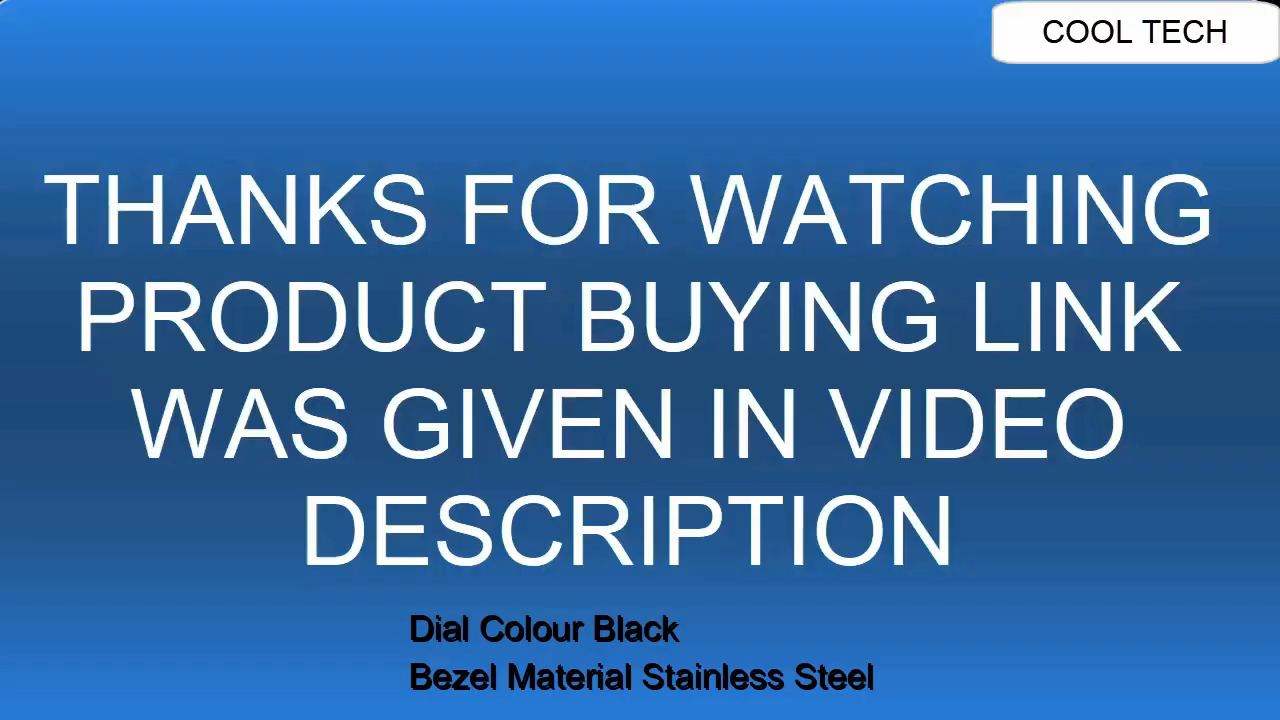 COOL TECH
THANKS FOR WATCHING
PRODUCT BUYING LINK
WAS GIVEN IN VIDEO
DESCRIPTION
Dial Colour Black
Bezel Material Stainless Steel